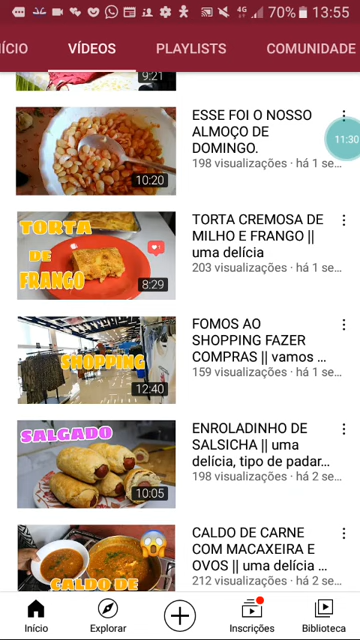 4G 70% 13:55
ÍCIO VÍDEOS PLAYLISTS COMUNIDADE
9:21
ESSE FOI O NOSSO
ALMOÇO DE
DOMINGO.
198 visualizações · há 1 se...
10:20
11:30
TORTA
DE
FRANGO
8:29
TORTA CREMOSA DE
MILHO E FRANGO ||
uma delícia
203 visualizações · há 1 se...
SHOPPING
12:40
FOMOS AO
SHOPPING FAZER
COMPRAS || vamos ...
159 visualizações · há 1 se...
SALGADO
10:05
ENROLADINHO DE
SALSICHA || uma
delícia, tipo de padar...
198 visualizações · há 2 se...
CALDO DE
CALDO DE CARNE
COM MACAXEIRA E
OVOS || uma delícia ...
212 visualizações · há 2 se...
Início Explorar Inscrições Biblioteca